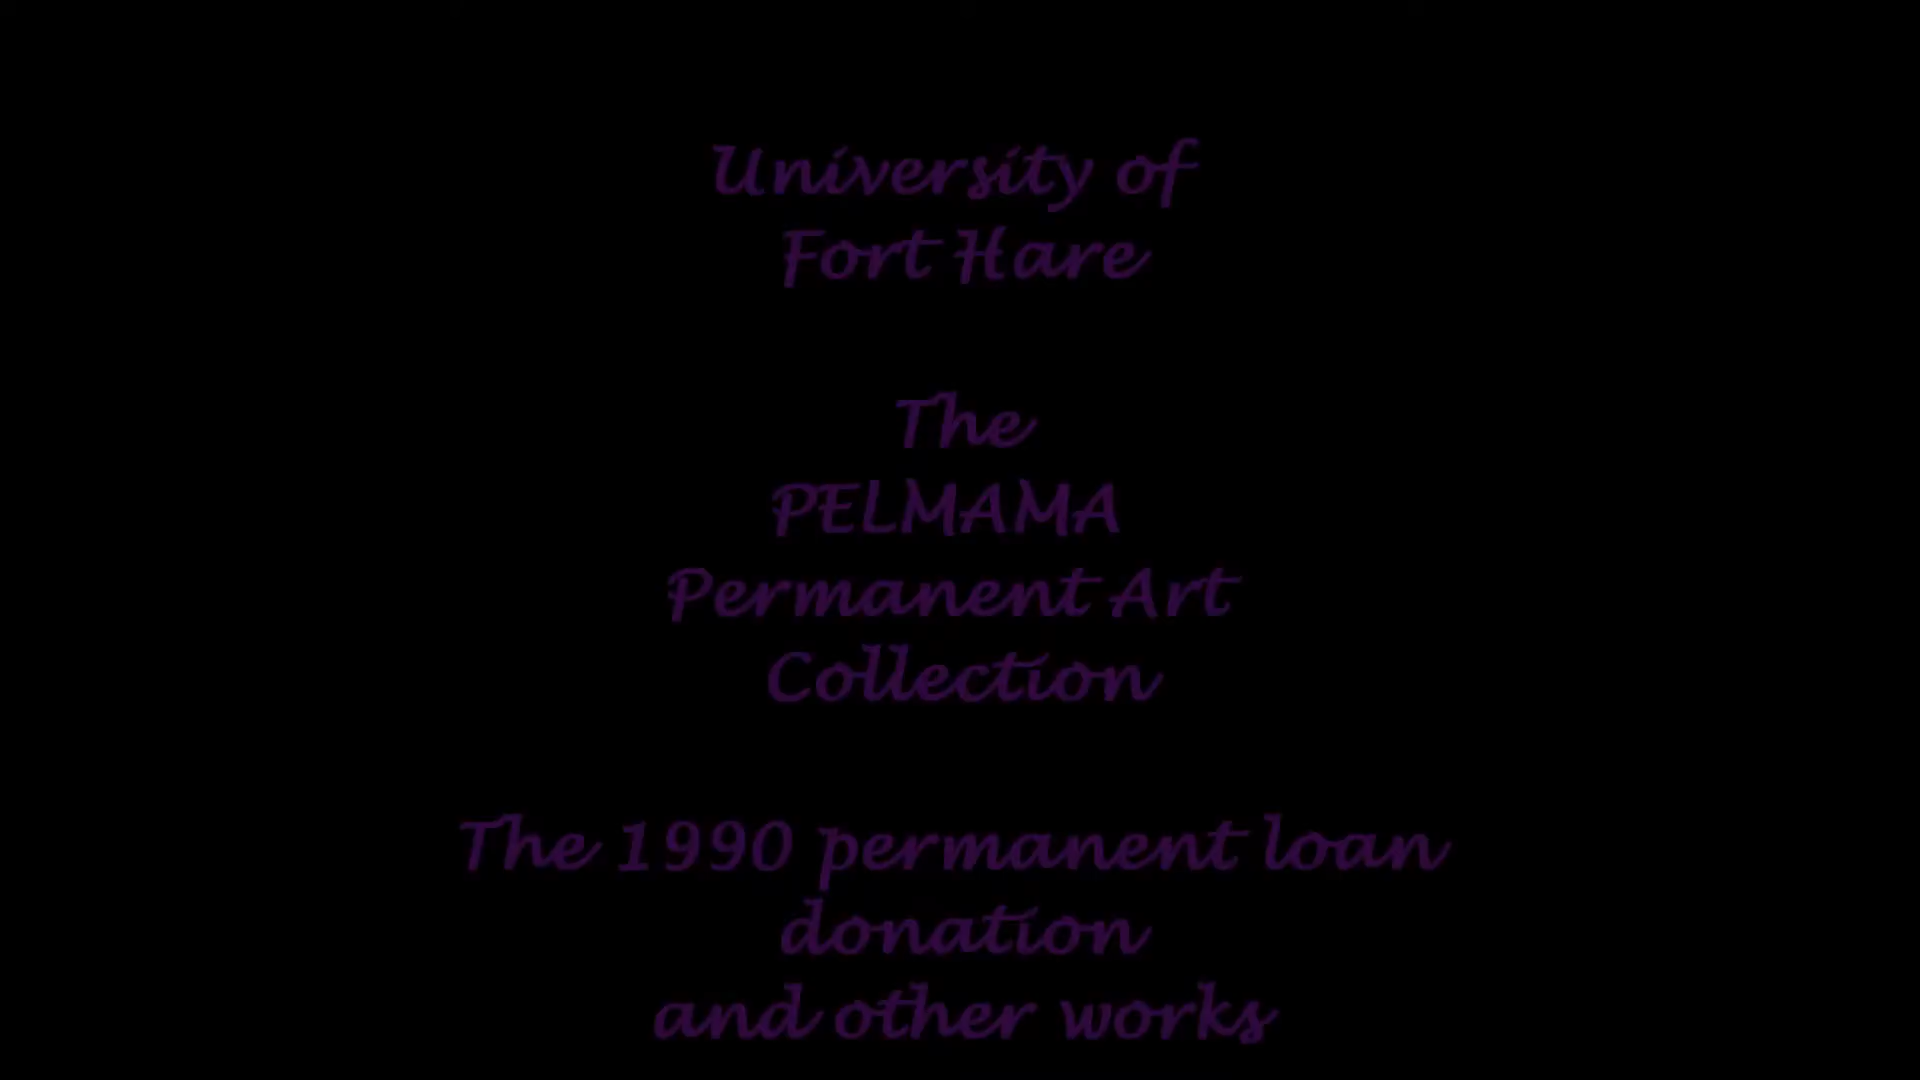 University of
Fort Hare
The
PELMAMA
Permanent Art
Collection
The 1990 permanent loan
donation
and other works